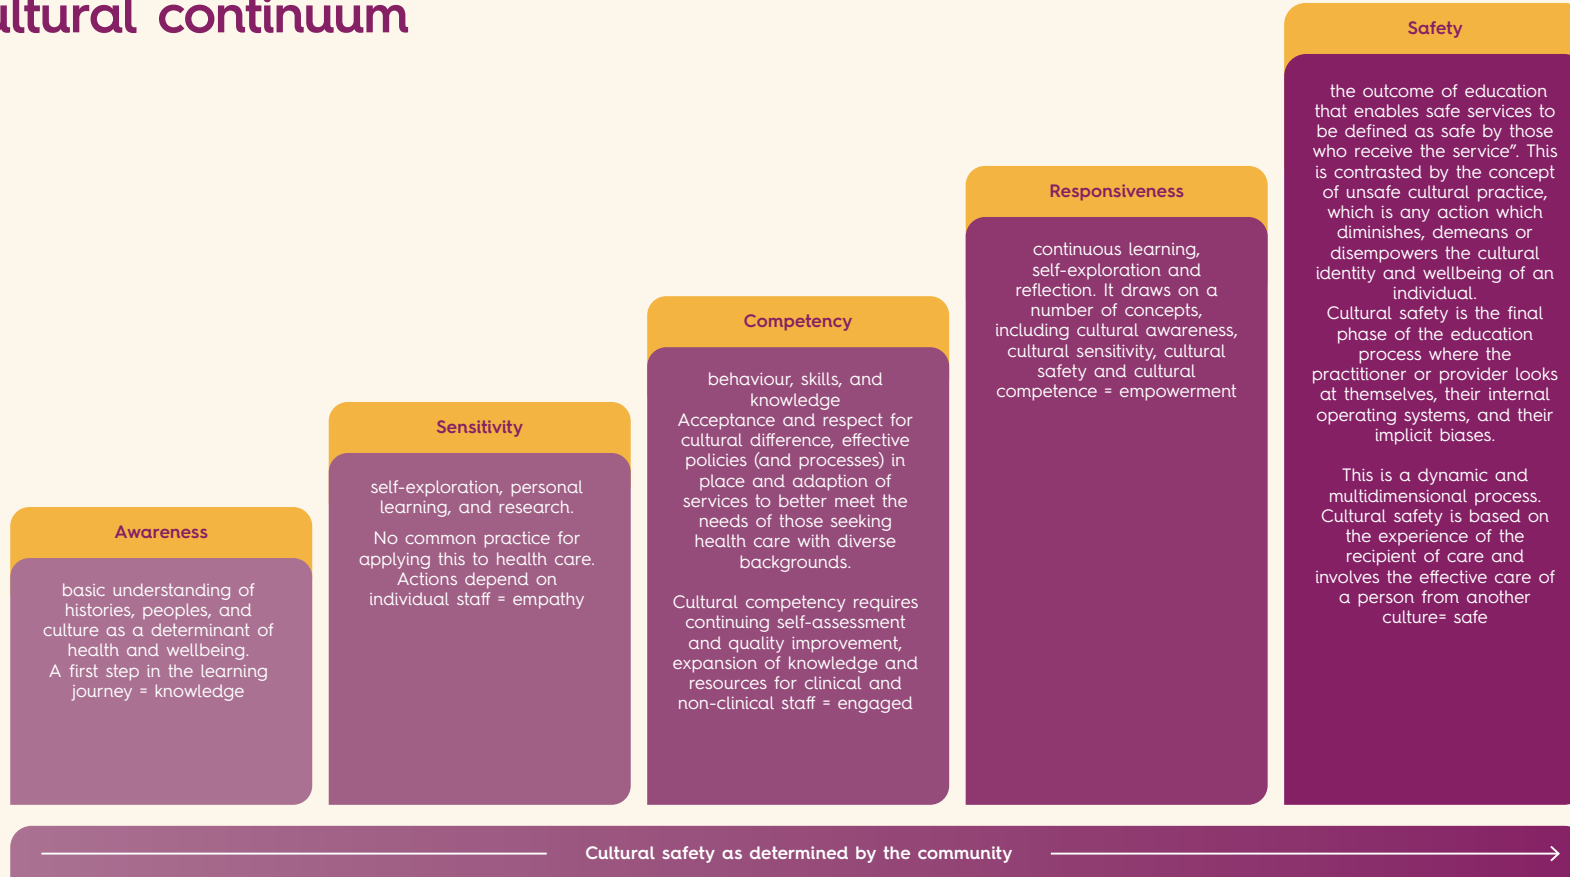 ultural continuum
Awareness
basic understanding of
histories, peoples, and
culture as a determinant of
health and wellbeing.
A first step in the learning
journey = knowledge
Sensitivity
self-exploration, personal
learning, and research.
No common practice for
applying this to health care.
Actions depend on
individual staff = empathy
Competency
behaviour, skills, and
knowledge
Acceptance and respect for
cultural difference, effective
policies (and processes) in
place and adaption of
services to better meet the
needs of those seeking
health care with diverse
backgrounds.
Cultural competency requires
continuing self-assessment
and quality improvement,
expansion of knowledge and
resources for clinical and
non-clinical staff = engaged
Responsiveness
continuous learning,
self-exploration and
reflection. It draws on a
number of concepts,
including cultural awareness,
cultural sensitivity, cultural
safety and cultural
competence = empowerment
Safety
the outcome of education
that enables safe services to
be defined as safe by those
who receive the service”. This
is contrasted by the concept
of unsafe cultural practice,
which is any action which
diminishes, demeans or
disempowers the cultural
identity and wellbeing of an
individual.
Cultural safety is the final
phase of the education
process where the
practitioner or provider looks
at themselves, their internal
operating systems, and their
implicit biases.
This is a dynamic and
multidimensional process.
Cultural safety is based on
the experience of the
recipient of care and
involves the effective care of
a person from another
culture= safe
Cultural safety as determined by the community